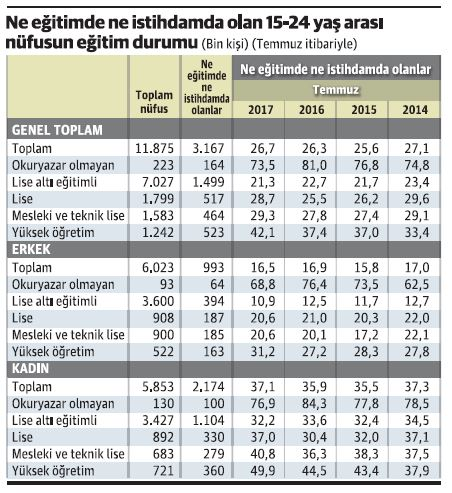 Ne eğitimde ne istihdamda olan 15-24 yaş arası
nüfusun eğitim durumu (Bin kişi) (Temmuz itibariyle)
Toplam nüfus Ne eğitimde ne istihdamda olanlar Ne eğitimde ne istihdamda olanlar
Temmuz
2017 2016 2015 2014
GENEL TOPLAM
Toplam 11.875 3.167 26,7 26,3 25,6 27,1
Okuryazar olmayan 223 164 73,5 81,0 76,8 74,8
Lise altı eğitimli 7.027 1.499 21,3 22,7 21,7 23,4
Lise 1.799 517 28,7 25,5 26,2 29,6
Mesleki ve teknik lise 1.583 464 29,3 27,8 27,4 29,1
Yüksek öğretim 1.242 523 42,1 37,4 37,0 33,4
ERKEK
Toplam 6,023 993 16,5 16,9 15,8 17,0
Okuryazar olmayan 93 64 68,8 76,4 73,5 62,5
Lise altı eğitimli 3.600 394 10,9 12,5 11,7 12,7
Lise 908 187 20,6 21,0 20,3 22,0
Mesleki ve teknik lise 900 185 20,6 20,1 17,2 22,1
Yüksek öğretim 522 163 31,2 27,2 28,3 27,8
KADIN
Toplam 5,853 2,174 37,1 35,9 35,5 37,3
Okuryazar olmayan 130 100 76,9 84,3 77,8 78,5
Lise altı eğitimli 3.427 1.104 32,2 33,6 32,4 34,5
Lise 892 330 37,0 30,4 32,0 37,1
Mesleki ve teknik lise 683 279 40,8 36,3 38,3 37,5
Yüksek öğretim 721 360 49,9 44,5 43,4 37,9